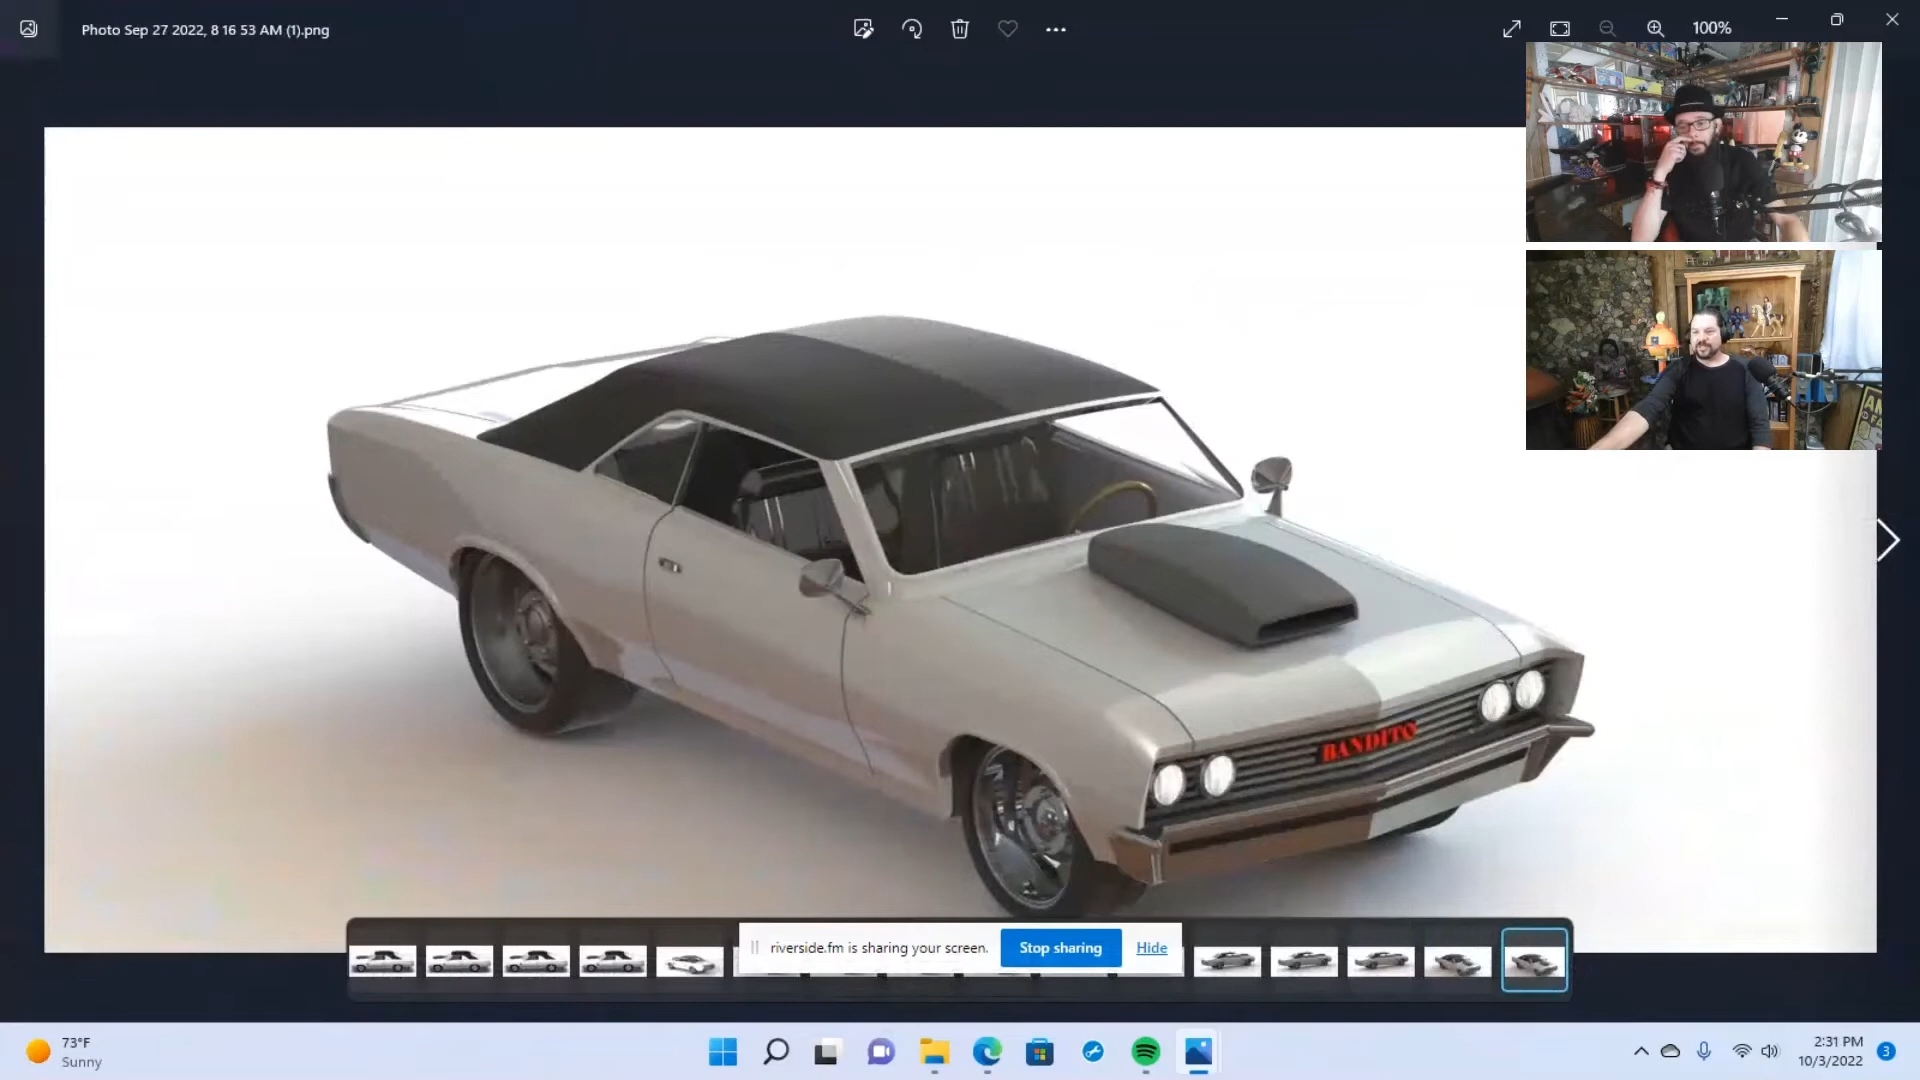 Photo Sep 27 2022, 8 16 53 AM (1).png
100%
BANDITO
riverside.fm is sharing your screen.
Stop sharing
Hide
73°F
Sunny
2:31 PM
10/3/2022
3